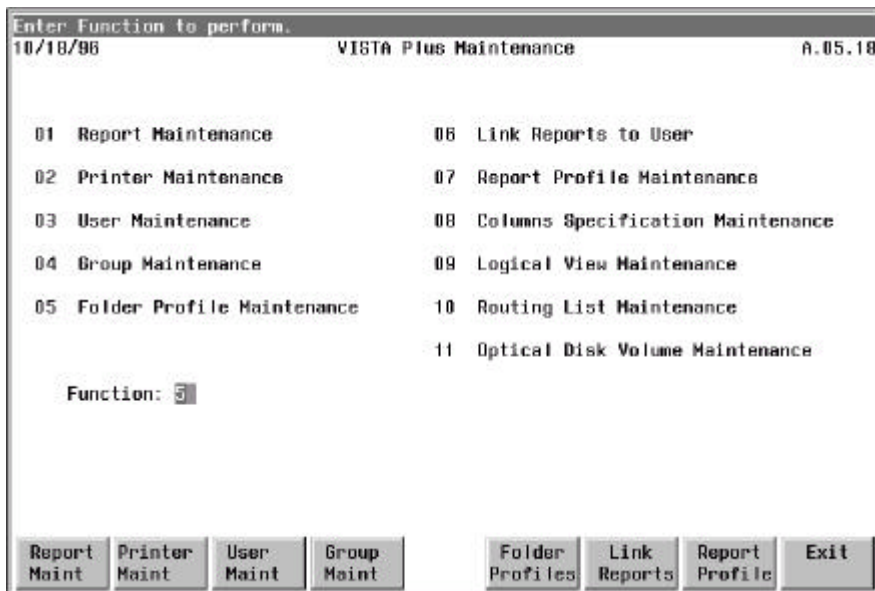 Enter Function to perform.
10/18/96 VISTA Plus Maintenance A.05.18
01 Report Maintenance 06 Link Reports to User
02 Printer Maintenance 07 Report Profile Maintenance
03 User Maintenance 08 Columns Specification Maintenance
04 Group Maintenance 09 Logical View Maintenance
05 Folder Profile Maintenance 10 Routing List Maintenance
11 Optical Disk Volume Maintenance
Function: 5
Report Maint
Printer Maint
User Maint
Group Maint
Folder Profiles
Link Reports
Report Profile
Exit